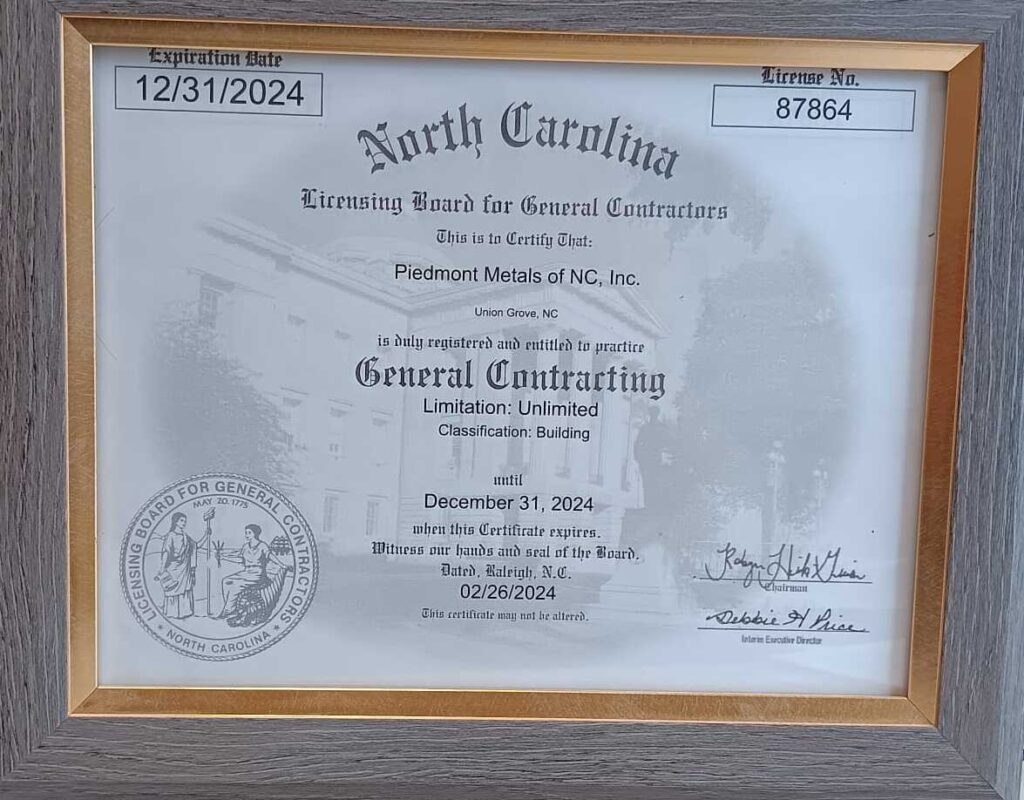 Expiration Date
12/31/2024
License No.
87864
North Carolina
Licensing Board for General Contractors
This is to Certify That:
Piedmont Metals of NC, Inc.
Union Grove, NC
is duly registered and entitled to practice
General Contracting
Limitation: Unlimited
Classification: Building
until
December 31, 2024
when this Certificate expires.
Witness our hands and seal of the Board.
Dated, Raleigh, N.C.
02/26/2024
This certificate may not be altered.
LICENSING BOARD FOR GENERAL CONTRACTORS
MAY 20, 1775
★ NORTH CAROLINA ★
Chairman
Debbie H Price
Interim Executive Director